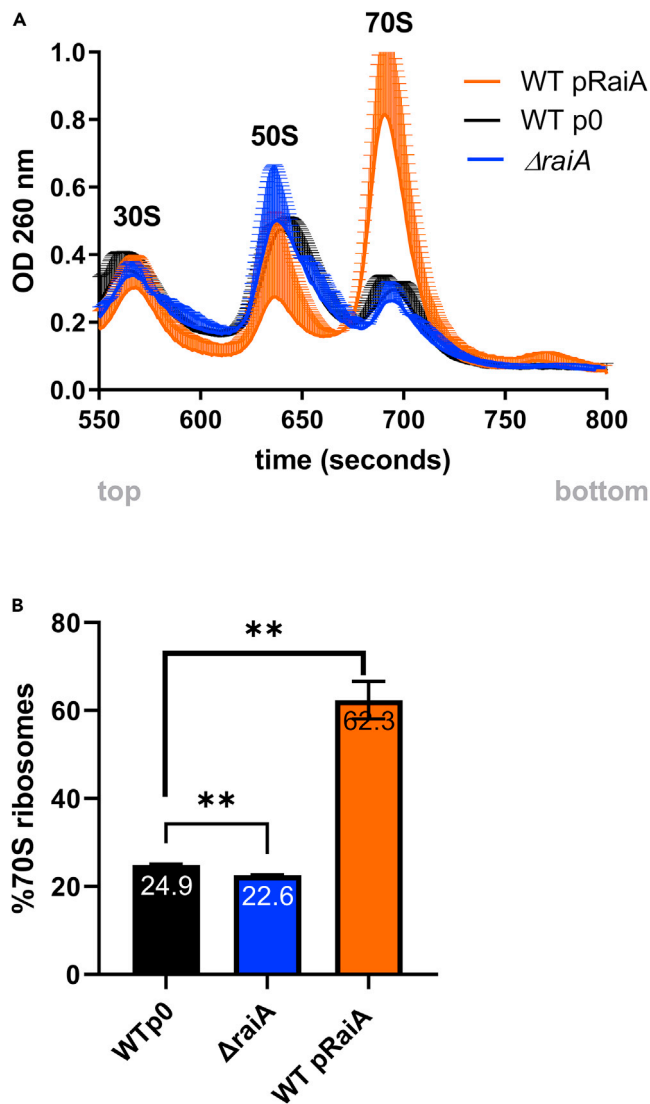 A
70S
1.0
WT pRaiA
WT p0
ΔraiA
0.8
50S
0.6
30S
0.4
0.2
0.0
OD 260 nm
550 600 650 700 750 800
time (seconds)
top bottom
B
80
60
40
20
0
%70S ribosomes
**
**
24.9
22.6
62.3
WTp0
ΔraiA
WT pRaiA